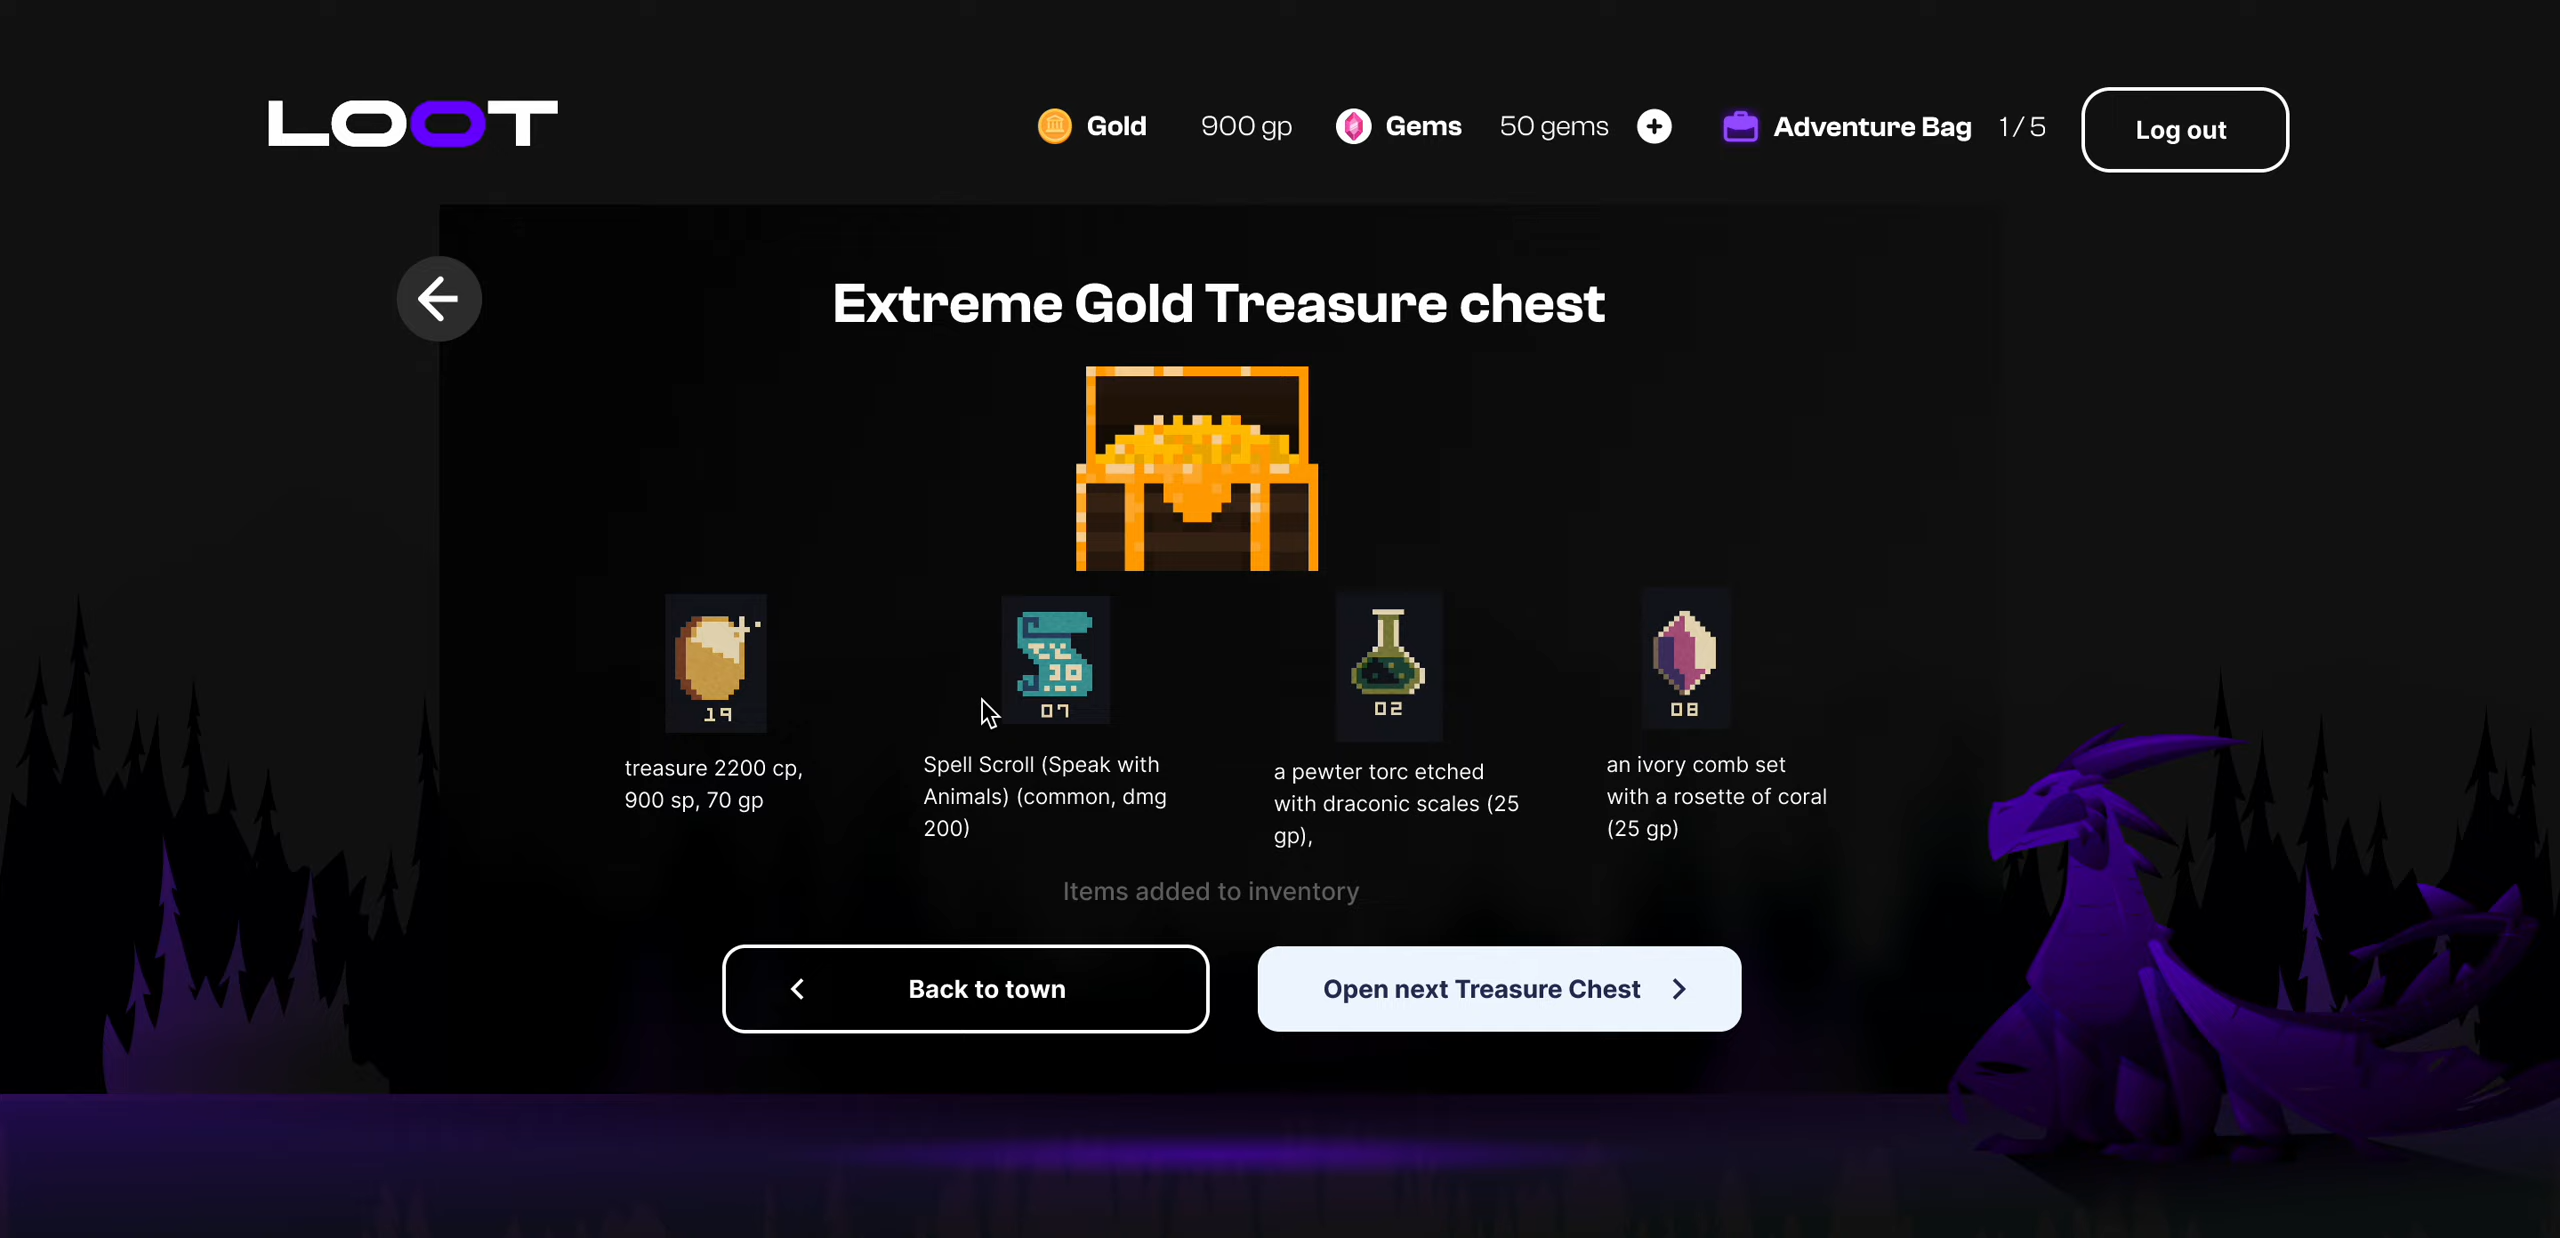 LOOT
Gold 900 gp Gems 50 gems Adventure Bag 1 / 5 Log out
Extreme Gold Treasure chest
19 07 02 08
treasure 2200 cp,
900 sp, 70 gp
Spell Scroll (Speak with
Animals) (common, dmg
200)
a pewter torc etched
with draconic scales (25
gp),
an ivory comb set
with a rosette of coral
(25 gp)
Items added to inventory
Back to town
Open next Treasure Chest